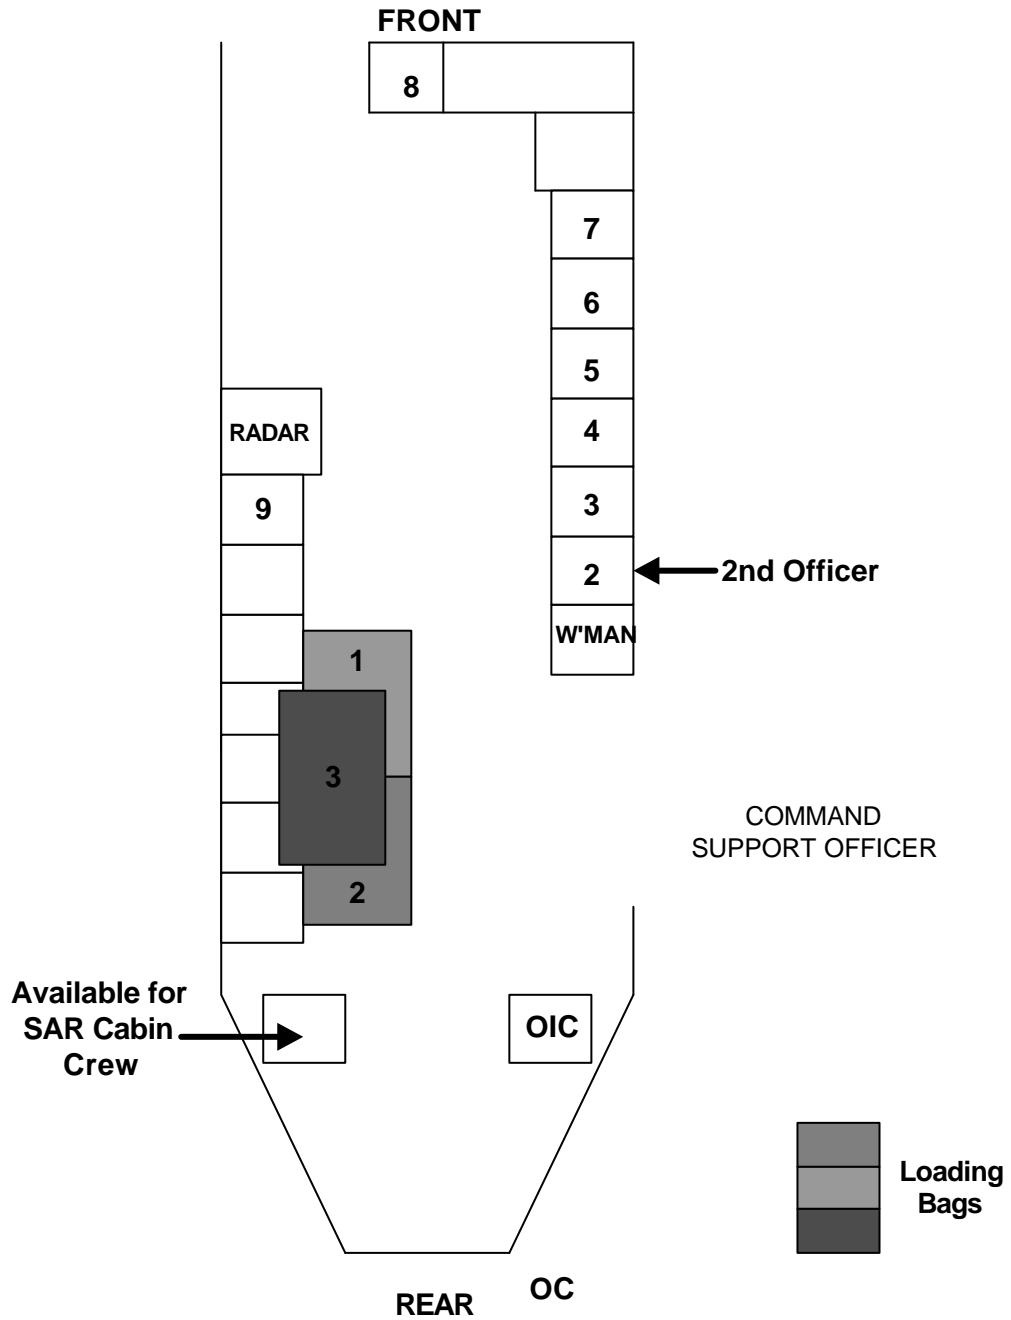 FRONT
8
7
6
5
RADAR
4
9
3
2
2nd Officer
W'MAN
1
3
COMMAND
SUPPORT OFFICER
2
Available for
SAR Cabin
Crew
OIC
Loading
Bags
OC
REAR